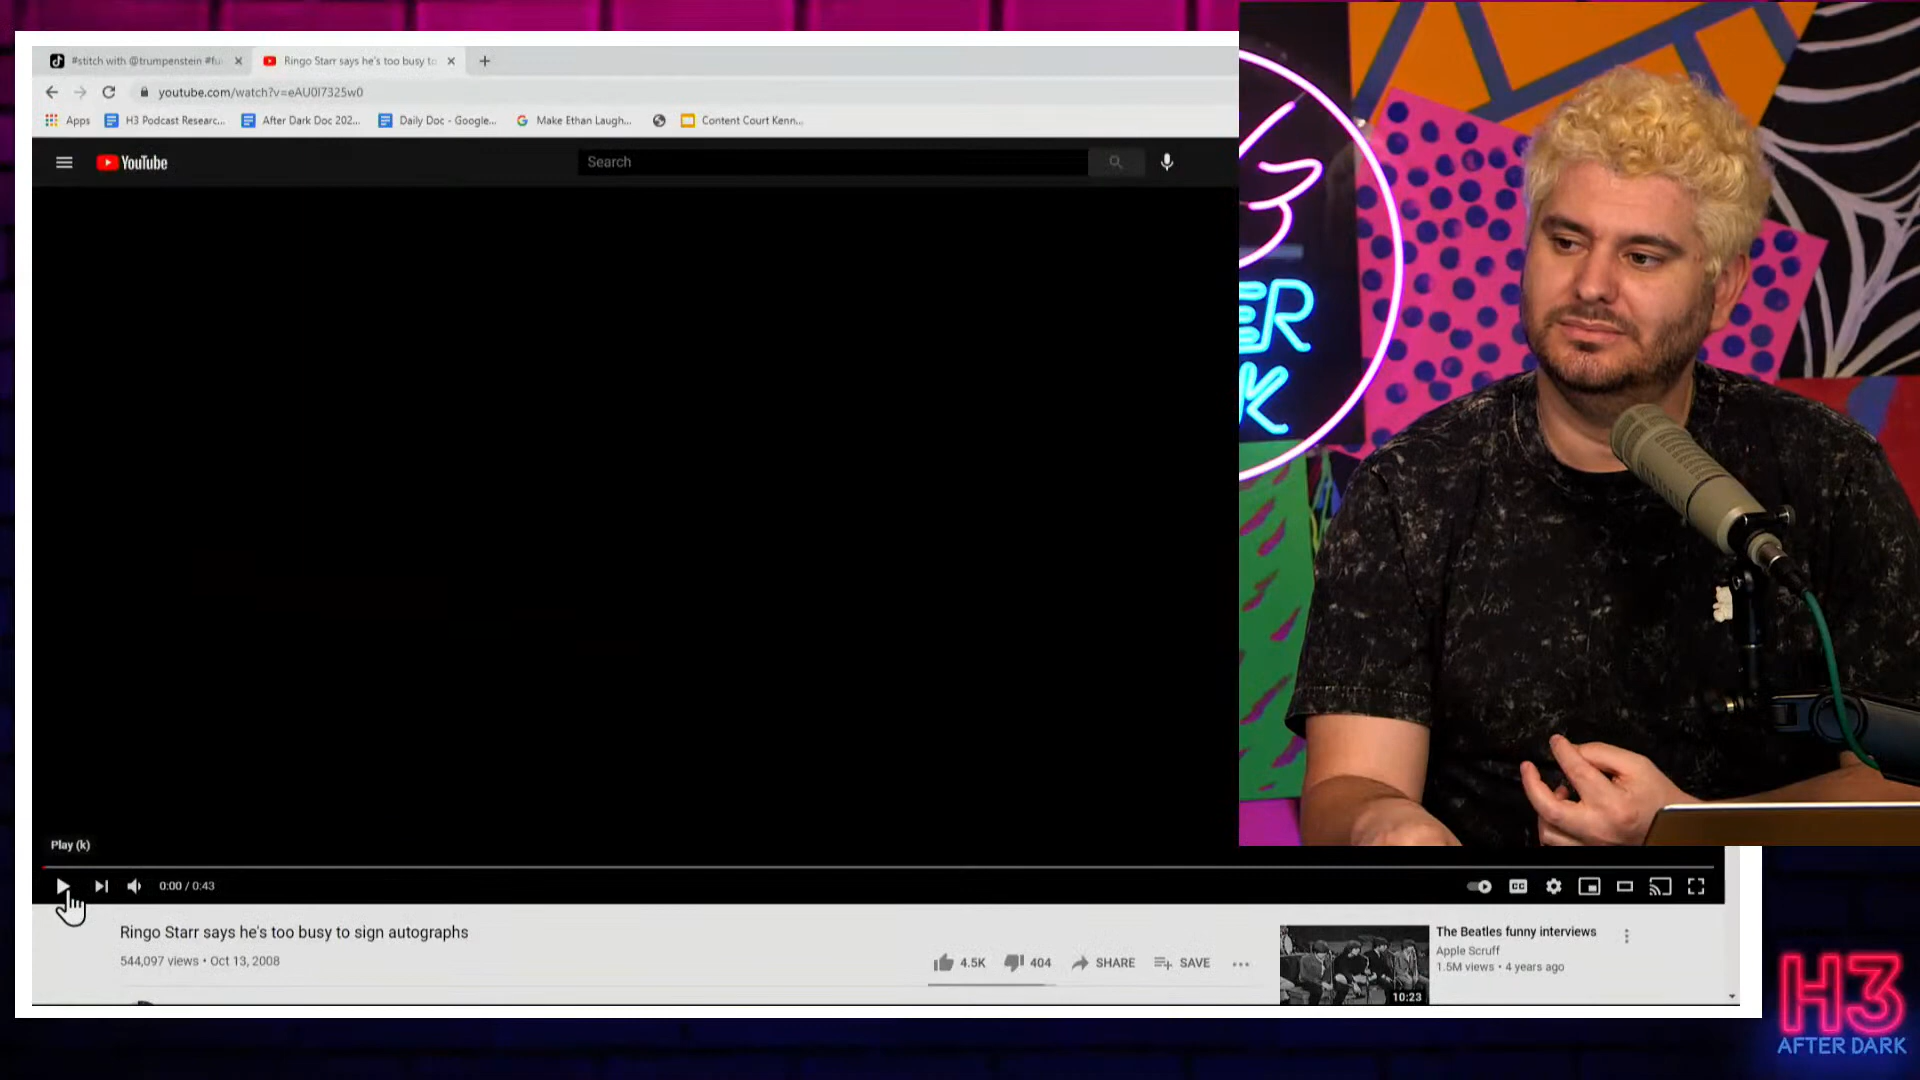 #stitch with @trumpenstein #fu
Ringo Starr says he's too busy to
youtube.com/watch?v=eAU0I7325w0
Apps
H3 Podcast Researc...
After Dark Doc 202...
Daily Doc - Google...
Make Ethan Laugh...
Content Court Kenn...
YouTube
Search
ER
K
Play (k)
0:00 / 0:43
CC
Ringo Starr says he's too busy to sign autographs
544,097 views • Oct 13, 2008
4.5K
404
SHARE
SAVE
The Beatles funny interviews
Apple Scruff
1.5M views • 4 years ago
10:23
H3
AFTER DARK